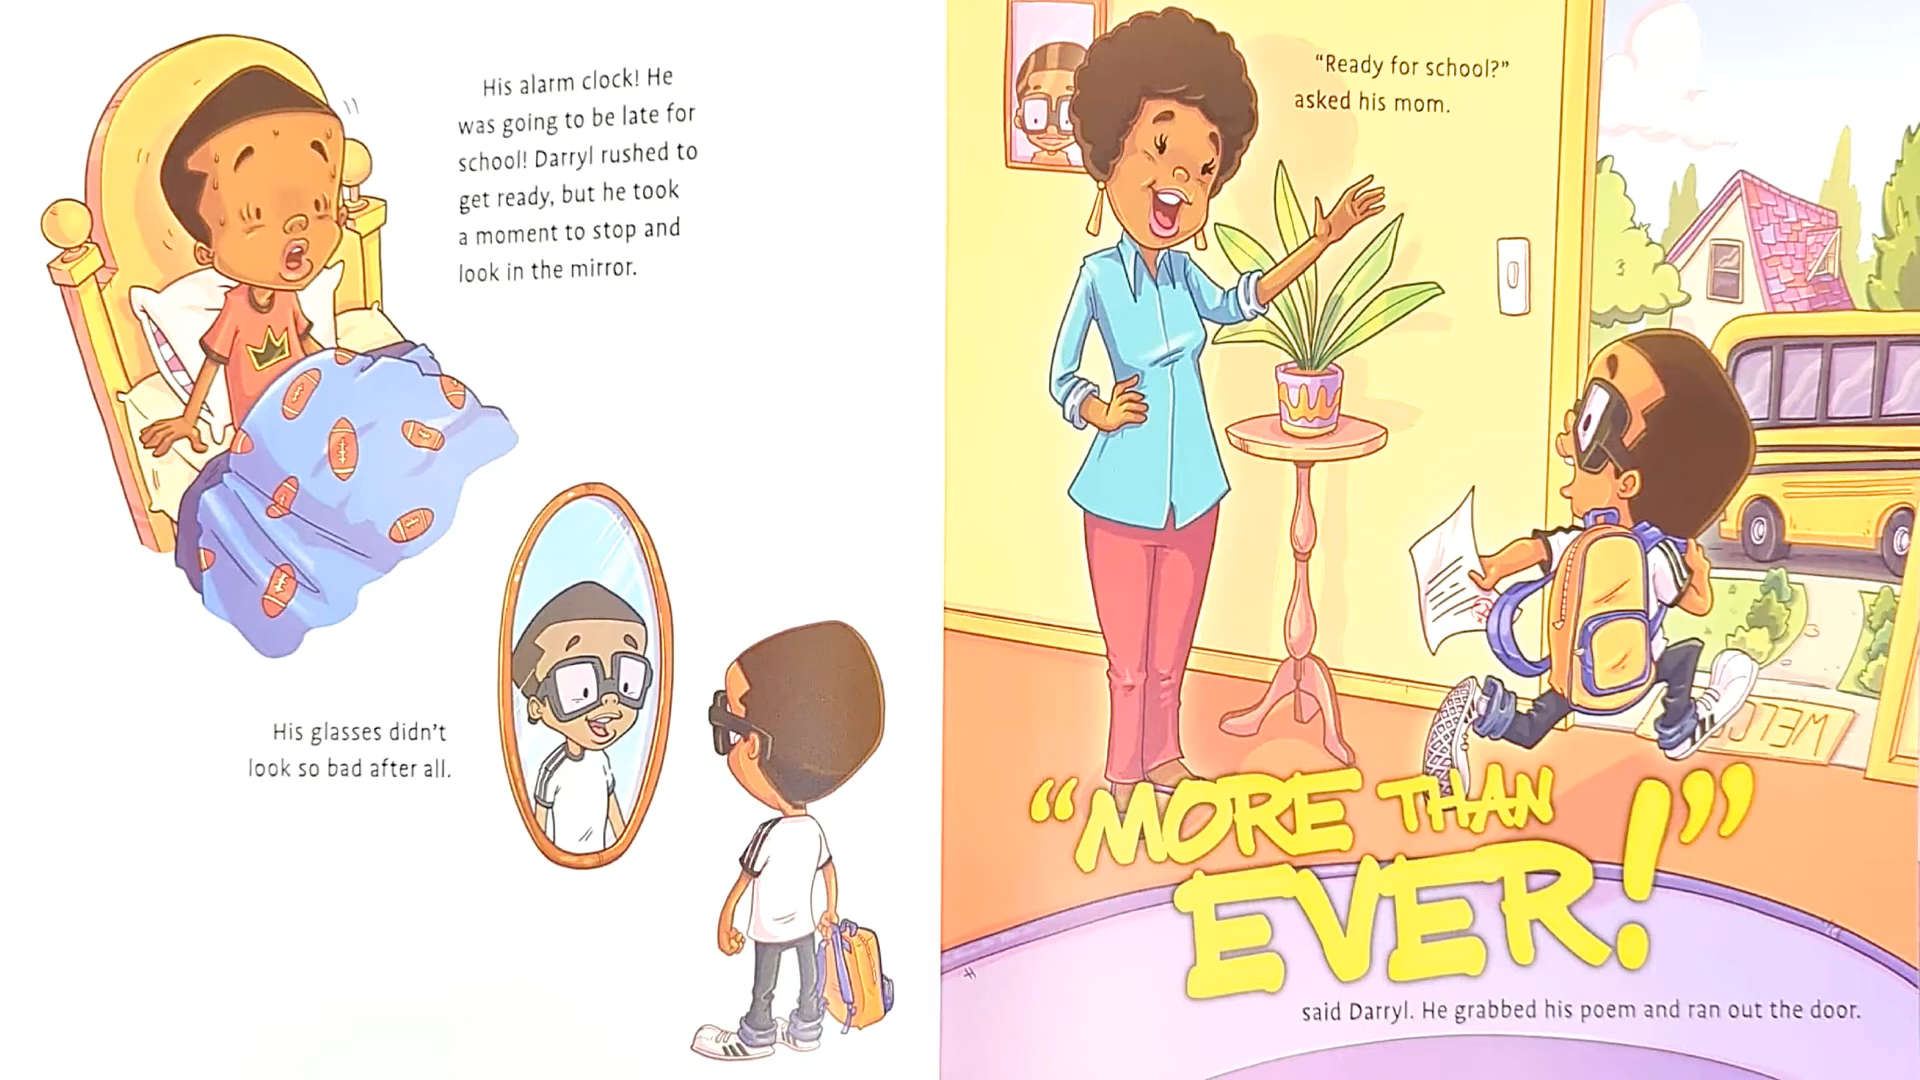 His alarm clock! He
was going to be late for
school! Darryl rushed to
get ready, but he took
a moment to stop and
look in the mirror.
His glasses didn't
look so bad after all.
“Ready for school?”
asked his mom.
“MORE THAN
EVER!”
said Darryl. He grabbed his poem and ran out the door.